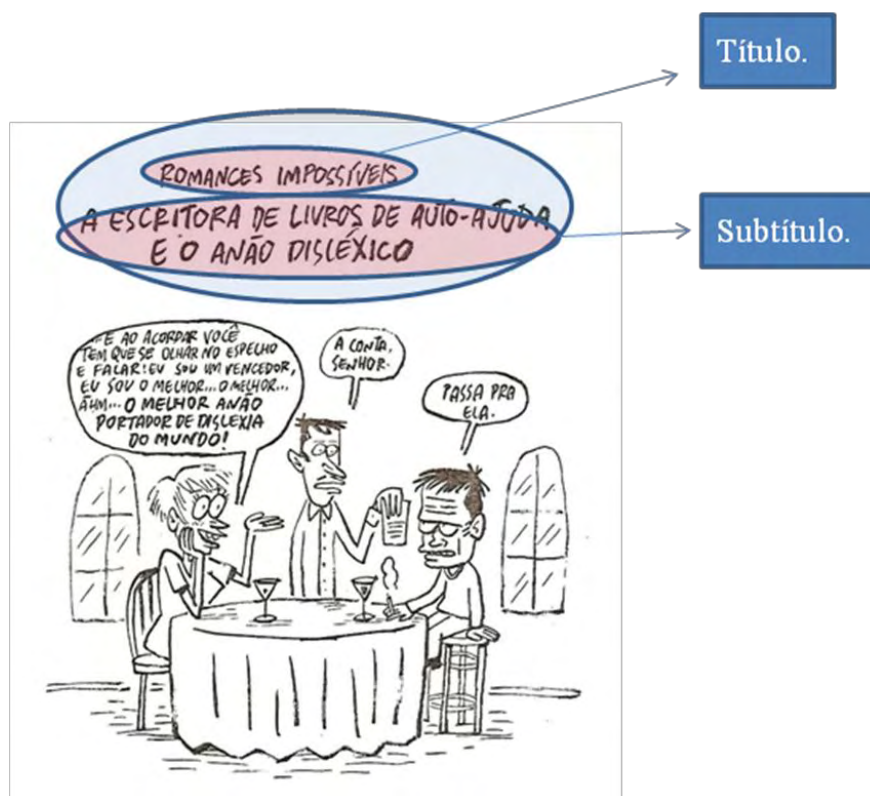 Título.
ROMANCES IMPOSSÍVEIS
A ESCRITORA DE LIVROS DE AUTO-AJUDA
E O ANÃO DISLÉXICO
Subtítulo.
...E AO ACORDAR VOCÊ
TEM QUE SE OLHAR NO ESPELHO
E FALAR: EU SOU UM VENCEDOR,
EU SOU O MELHOR... O MELHOR...
ÃHM... O MELHOR ANÃO
PORTADOR DE DISLEXIA
DO MUNDO!
A CONTA,
SENHOR.
PASSA PRA
ELA.